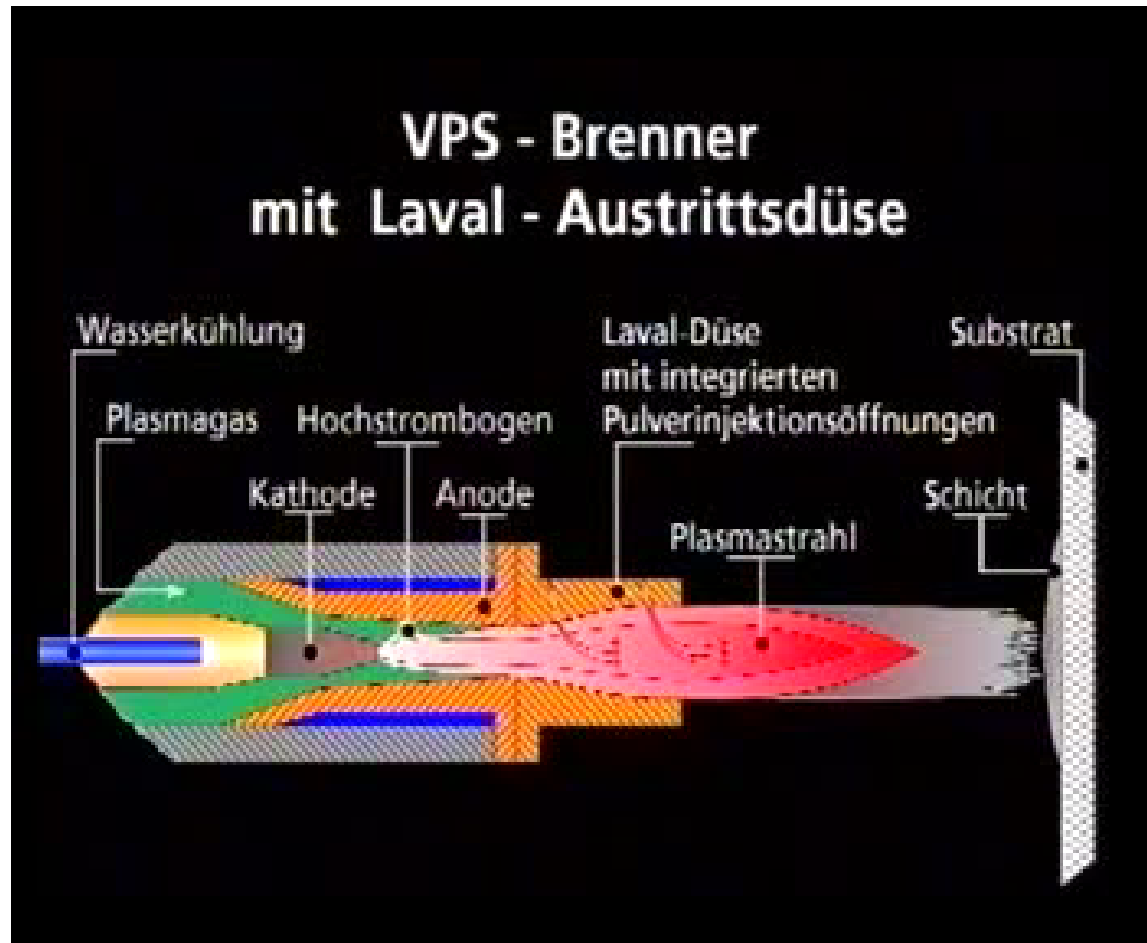 VPS - Brenner
mit Laval - Austrittsdüse
Wasserkühlung
Laval-Düse
mit integrierten
Pulverinjektionsöffnungen
Substrat
Plasmagas
Hochstrombogen
Kathode
Anode
Schicht
Plasmastrahl